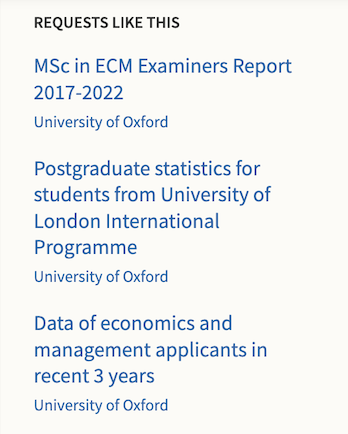 REQUESTS LIKE THIS
MSc in ECM Examiners Report
2017-2022
University of Oxford
Postgraduate statistics for
students from University of
London International
Programme
University of Oxford
Data of economics and
management applicants in
recent 3 years
University of Oxford